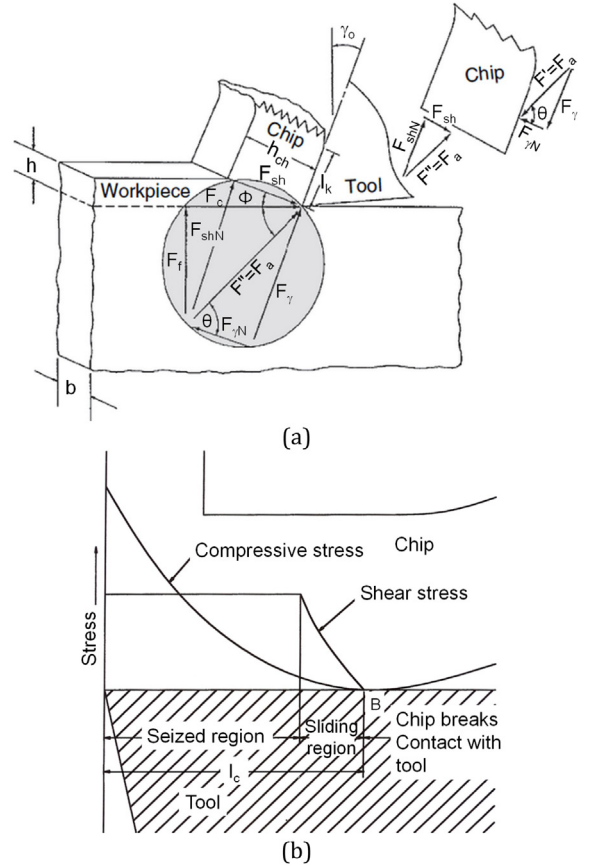 γo
h
Workpiece
Chip
hch
Fsh
lk
Tool
Fc
Φ
FshN
Ff
F''=Fa
Fγ
θ
FγN
b
Chip
F'=Fa
Fsh
θ
Fγ
FγN
FshN
F''=Fa
(a)
Compressive stress
Chip
Shear stress
Stress
B
Seized region
Sliding
region
Chip breaks
Contact with
tool
lc
Tool
(b)